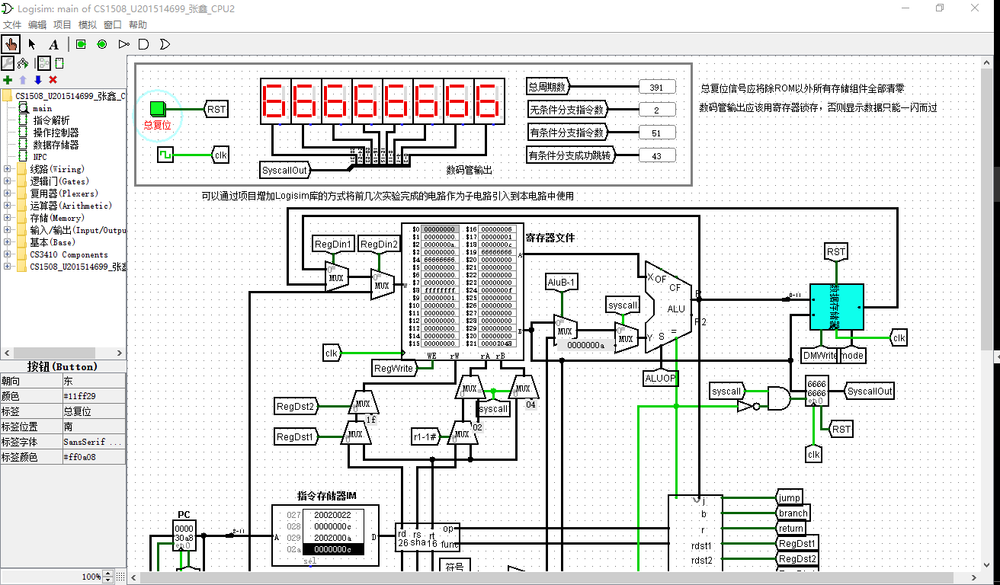 Logisim: main of CS1508_U201514699_张鑫_CPU2
文件 编辑 项目 模拟 窗口 帮助
CS1508_U201514699_张鑫_C
main
指令解析
操作控制器
数据存储器
NPC
线路(Wiring)
逻辑门(Gates)
复用器(Plexers)
运算器(Arithmetic)
存储(Memory)
输入/输出(Input/Outpu
基本(Base)
CS3410 Components
CS1508_U201514699_张鑫
按钮(Button)
朝向 东
颜色 #11ff29
标签 总复位
标签位置 南
标签字体 SansSerif ...
标签颜色 #ff0a08
100%
总复位
RST
clk
66666666
SyscallOut
数码管输出
总周期数 391
无条件分支指令数 2
有条件分支指令数 51
有条件分支成功跳转 43
总复位信号应将除ROM以外所有存储组件全部清零
数码管输出应该用寄存器锁存，否则显示数据只能一闪而过
可以通过项目增加Logisim库的方式将前几次实验完成的电路作为子电路引入到本电路中使用
RegDin1
RegDin2
MUX
MUX
$0 00000000 $16 00000006
$1 00000000 $17 00000001
$2 0000000a $18 0000000c
$3 00000000 $19 66666666
$4 66666666 $20 00000000
$5 00000000 $21 00000000
$6 00000000 $22 00000000
$7 00000000 $23 00000000
$8 ffffffff $24 0000000f
$9 00000001 $25 00000000
$10 00000000 $26 00000000
$11 00000000 $27 00000000
$12 00000000 $28 00000000
$13 00000000 $29 00000000
$14 00000000 $30 00000000
$15 00000000 $31 00002048
W
A
B
WE rW rA rB
寄存器文件
clk
RegWrite
AluB-1
MUX
syscall
MUX
0000000a
X OF
CF
ALU
Y S =
R
R2
ALUOP
0-11
RST
数据存储器
clk
DMWrite
mode
syscall
6666
6666
en 0
SyscallOut
RST
clk
RegDst2
MUX
1f
RegDst1
MUX
MUX
MUX
syscall
04
02
r1-1#
MUX
指令存储器IM
027 20020022
028 0000000c
029 2002000a
02a 0000000c
A
D
sel
PC
0000
30a8
en 0
2-11
rd rs rt op
26 sha 16 func
符号
j
b
r
rdst1
rdst2
jump
branch
return
RegDst1
RegDst2